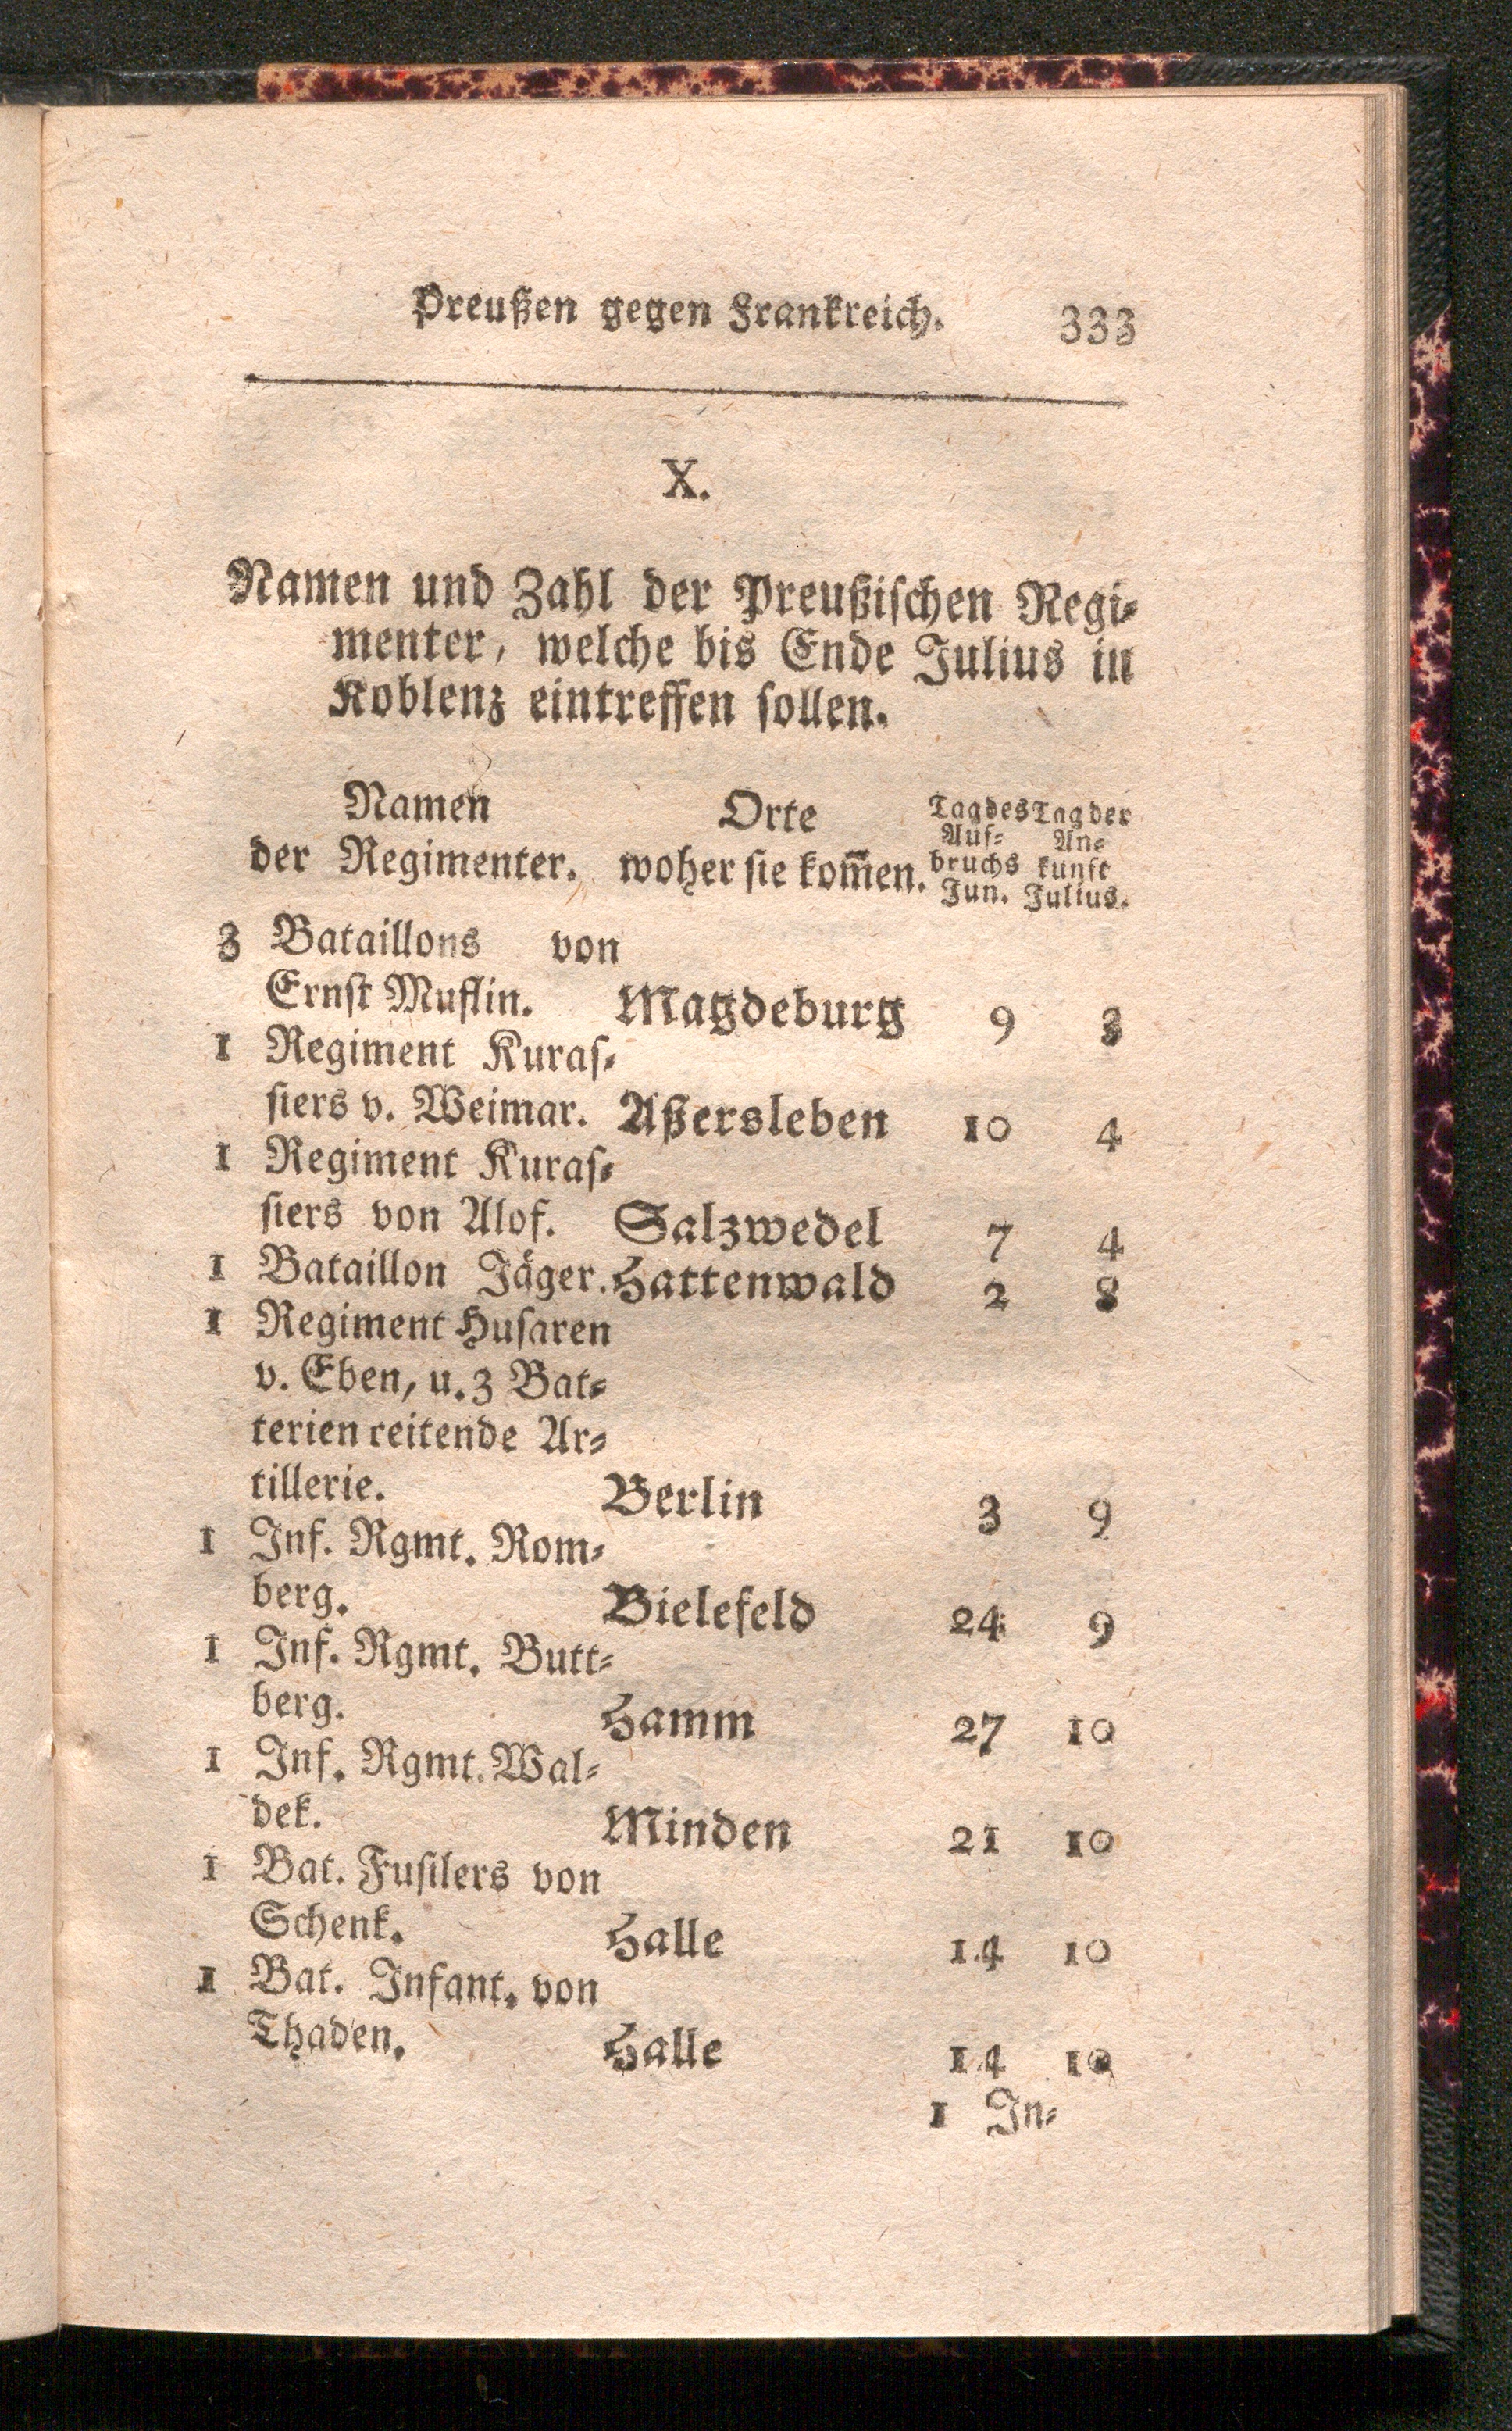 Preußen gegen Frankreich. 333
X.
Namen und Zahl der Preußischen Regi-
menter, welche bis Ende Julius in
Koblenz eintreffen sollen.
Namen Orte Tag des Tag der
Auf- An-
der Regimenter. woher sie kom̄en. bruchs kunft
Jun. Julius.
3 Bataillons von
Ernst Muflin. Magdeburg 9 3
1 Regiment Kuras-
siers v. Weimar. Aßersleben 10 4
1 Regiment Kuras-
siers von Alof. Salzwedel 7 4
1 Bataillon Jäger. Hattenwald 2 8
1 Regiment Husaren
v. Eben, u. 3 Bat-
terien reitende Ar-
tillerie. Berlin 3 9
1 Inf. Rgmt. Rom-
berg. Bielefeld 24 9
1 Inf. Rgmt. Butt-
berg. Hamm 27 10
1 Inf. Rgmt. Wal-
dek. Minden 21 10
1 Bat. Fusilers von
Schenk. Halle 14 10
1 Bat. Infant. von
Thaden. Halle 14 10
1 In-